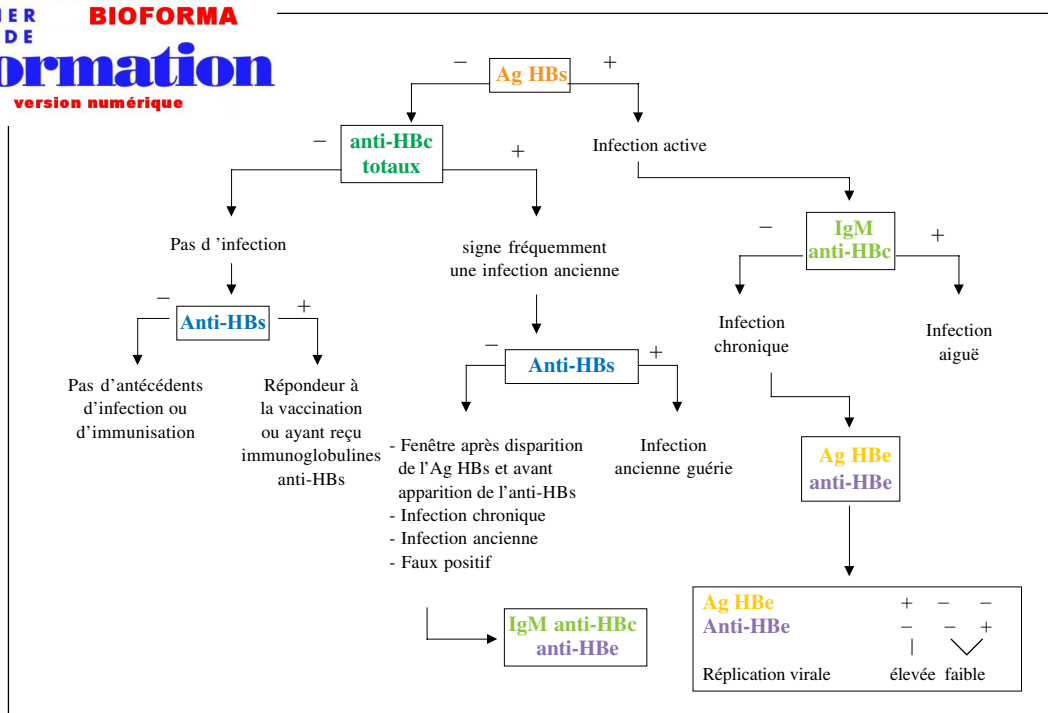 IER BIOFORMA
DE
ormation
version numérique
− Ag HBs +
− anti-HBc
totaux +
Infection active
Pas d ’infection
signe fréquemment
une infection ancienne
− IgM
anti-HBc +
− Anti-HBs +
Infection
chronique
Infection
aiguë
− Anti-HBs +
Pas d’antécédents
d’infection ou
d’immunisation
Répondeur à
la vaccination
ou ayant reçu
immunoglobulines
anti-HBs
- Fenêtre après disparition
de l’Ag HBs et avant
apparition de l’anti-HBs
- Infection chronique
- Infection ancienne
- Faux positif
Infection
ancienne guérie
Ag HBe
anti-HBe
IgM anti-HBc
anti-HBe
Ag HBe + − −
Anti-HBe − − +
Réplication virale élevée faible